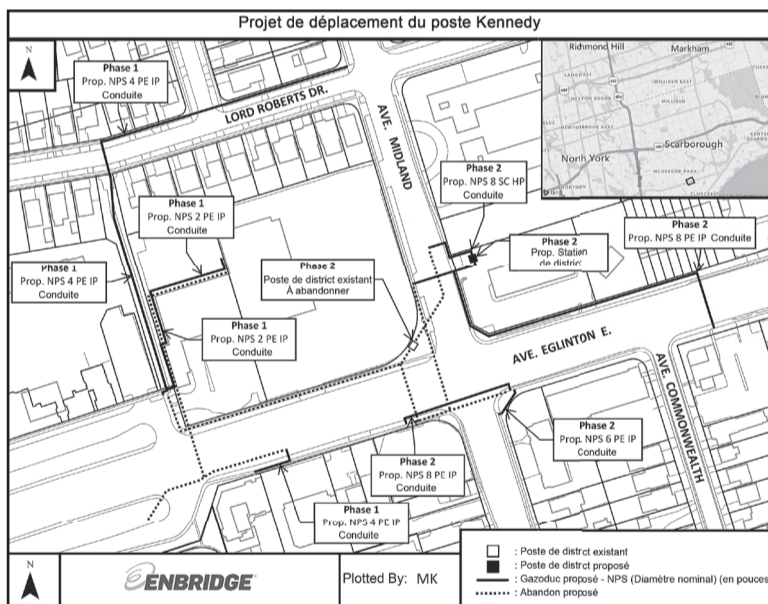 Projet de déplacement du poste Kennedy
N
Phase 1
Prop. NPS 4 PE IP
Conduite
LORD ROBERTS DR.
AVE. MIDLAND
Richmond Hill
Markham
North York
Scarborough
Phase 2
Prop. NPS 8 SC HP
Conduite
Phase 1
Prop. NPS 2 PE IP
Conduite
Phase 2
Prop. NPS 8 PE IP Conduite
Phase 2
Prop. Station
de district
Phase 1
Prop. NPS 4 PE IP
Conduite
Phase 2
Poste de district existant
À abandonner
Phase 1
Prop. NPS 2 PE IP
Conduite
AVE. EGLINTON E.
AVE. COMMONWEALTH
Phase 2
Prop. NPS 6 PE IP
Conduite
Phase 2
Prop. NPS 8 PE IP
Conduite
Phase 1
Prop. NPS 4 PE IP
Conduite
N
ENBRIDGE
Plotted By: MK
: Poste de district existant
: Poste de district proposé
: Gazoduc proposé - NPS (Diamètre nominal) (en pouces
: Abandon proposé